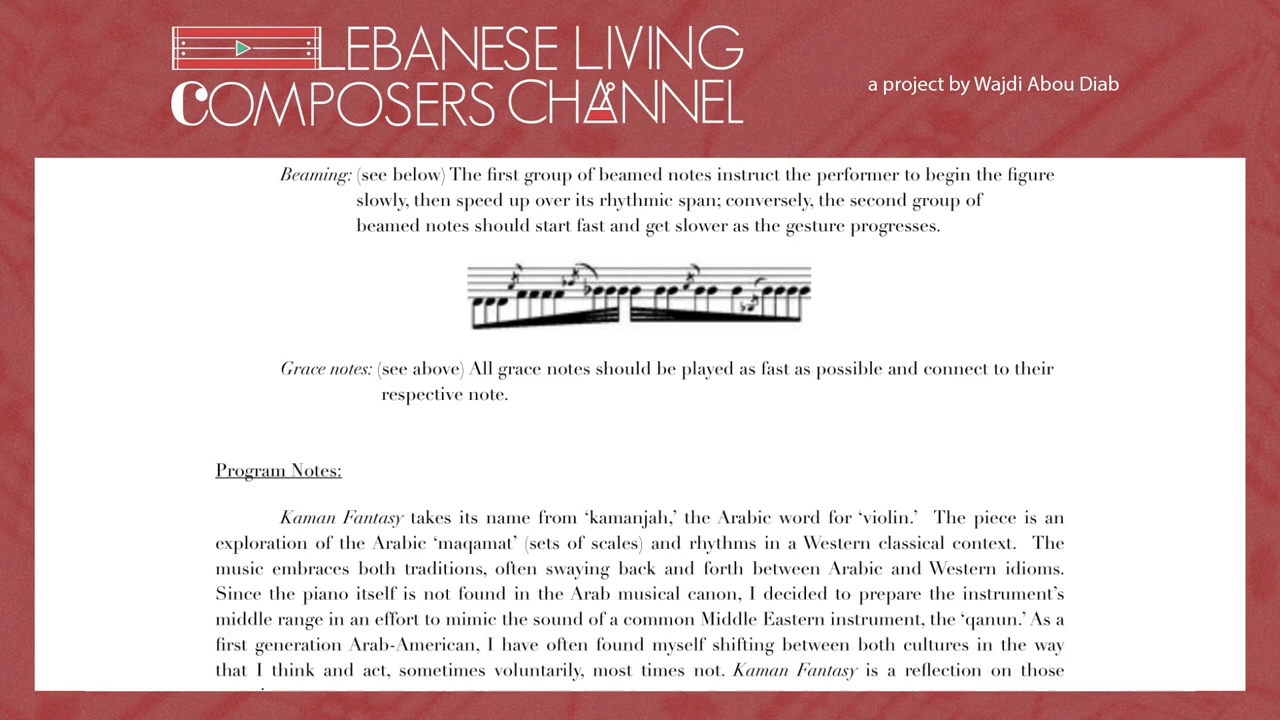 LEBANESE LIVING
COMPOSERS CHANNEL
a project by Wajdi Abou Diab
Beaming: (see below) The first group of beamed notes instruct the performer to begin the figure
slowly, then speed up over its rhythmic span; conversely, the second group of
beamed notes should start fast and get slower as the gesture progresses.
Grace notes: (see above) All grace notes should be played as fast as possible and connect to their
respective note.
Program Notes:
Kaman Fantasy takes its name from ‘kamanjah,’ the Arabic word for ‘violin.’ The piece is an
exploration of the Arabic ‘maqamat’ (sets of scales) and rhythms in a Western classical context. The
music embraces both traditions, often swaying back and forth between Arabic and Western idioms.
Since the piano itself is not found in the Arab musical canon, I decided to prepare the instrument’s
middle range in an effort to mimic the sound of a common Middle Eastern instrument, the ‘qanun.’ As a
first generation Arab-American, I have often found myself shifting between both cultures in the way
that I think and act, sometimes voluntarily, most times not. Kaman Fantasy is a reflection on those